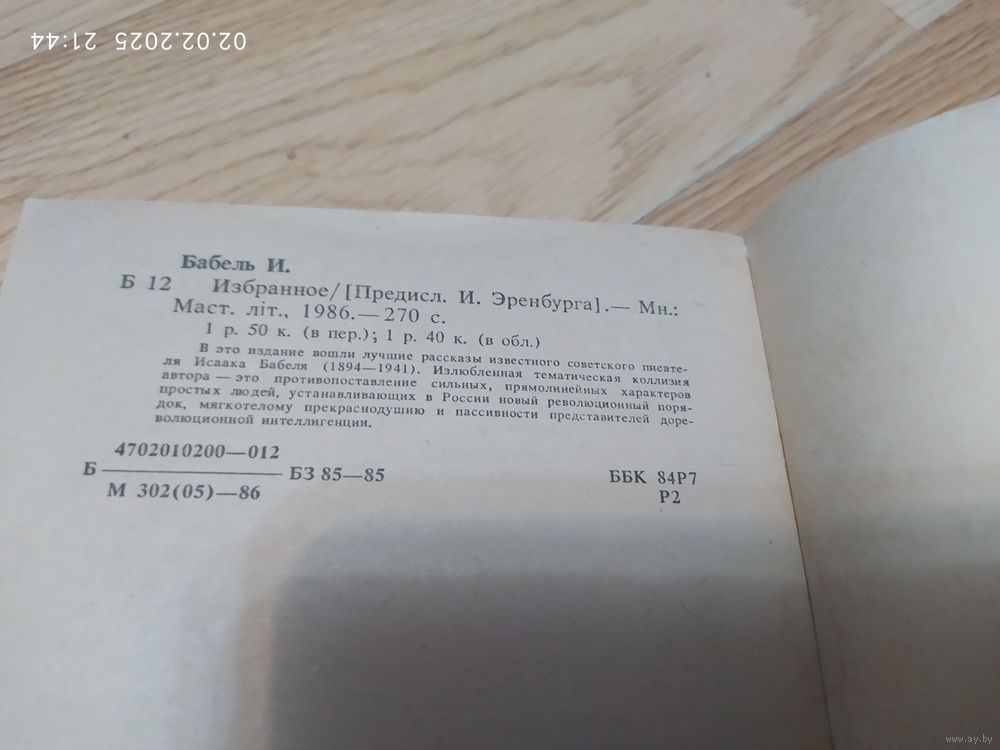 02.02.2025 21:44
Бабель И.
Б 12 Избранное/[Предисл. И. Эренбурга].— Мн.:
Маст. літ., 1986.—270 с.
1 р. 50 к. (в пер.); 1 р. 40 к. (в обл.)
В это издание вошли лучшие рассказы известного советского писате-
ля Исаака Бабеля (1894—1941). Излюбленная тематическая коллизия
автора — это противопоставление сильных, прямолинейных характеров
простых людей, устанавливающих в России новый революционный поря-
док, мягкотелому прекраснодушию и пассивности представителей доре-
волюционной интеллигенции.
4702010200—012
Б БЗ 85—85 ББК 84Р7
М 302(05)—86 Р2
www.ay.by